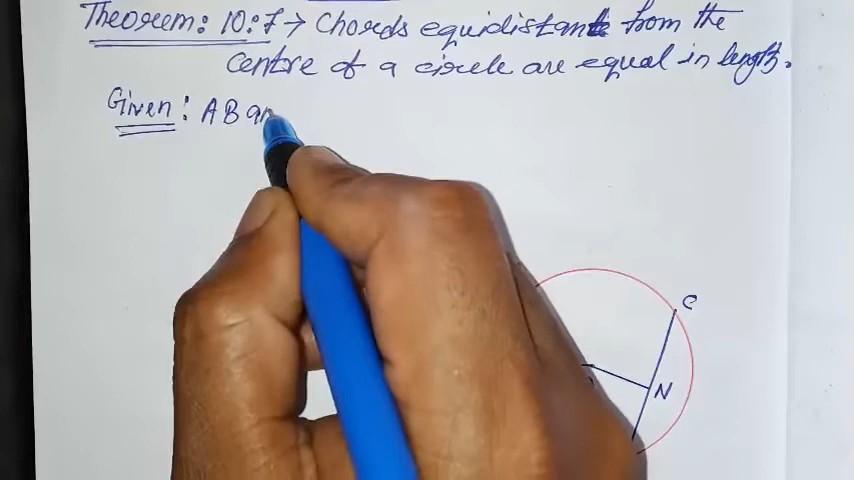 Theorem: 10:7→ Chords equidistant from the
centre of a circle are equal in length.
Given: AB an
C
N